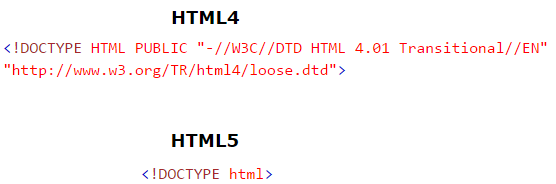 HTML4
<!DOCTYPE HTML PUBLIC "-//W3C//DTD HTML 4.01 Transitional//EN"
"http://www.w3.org/TR/html4/loose.dtd">
HTML5
<!DOCTYPE html>